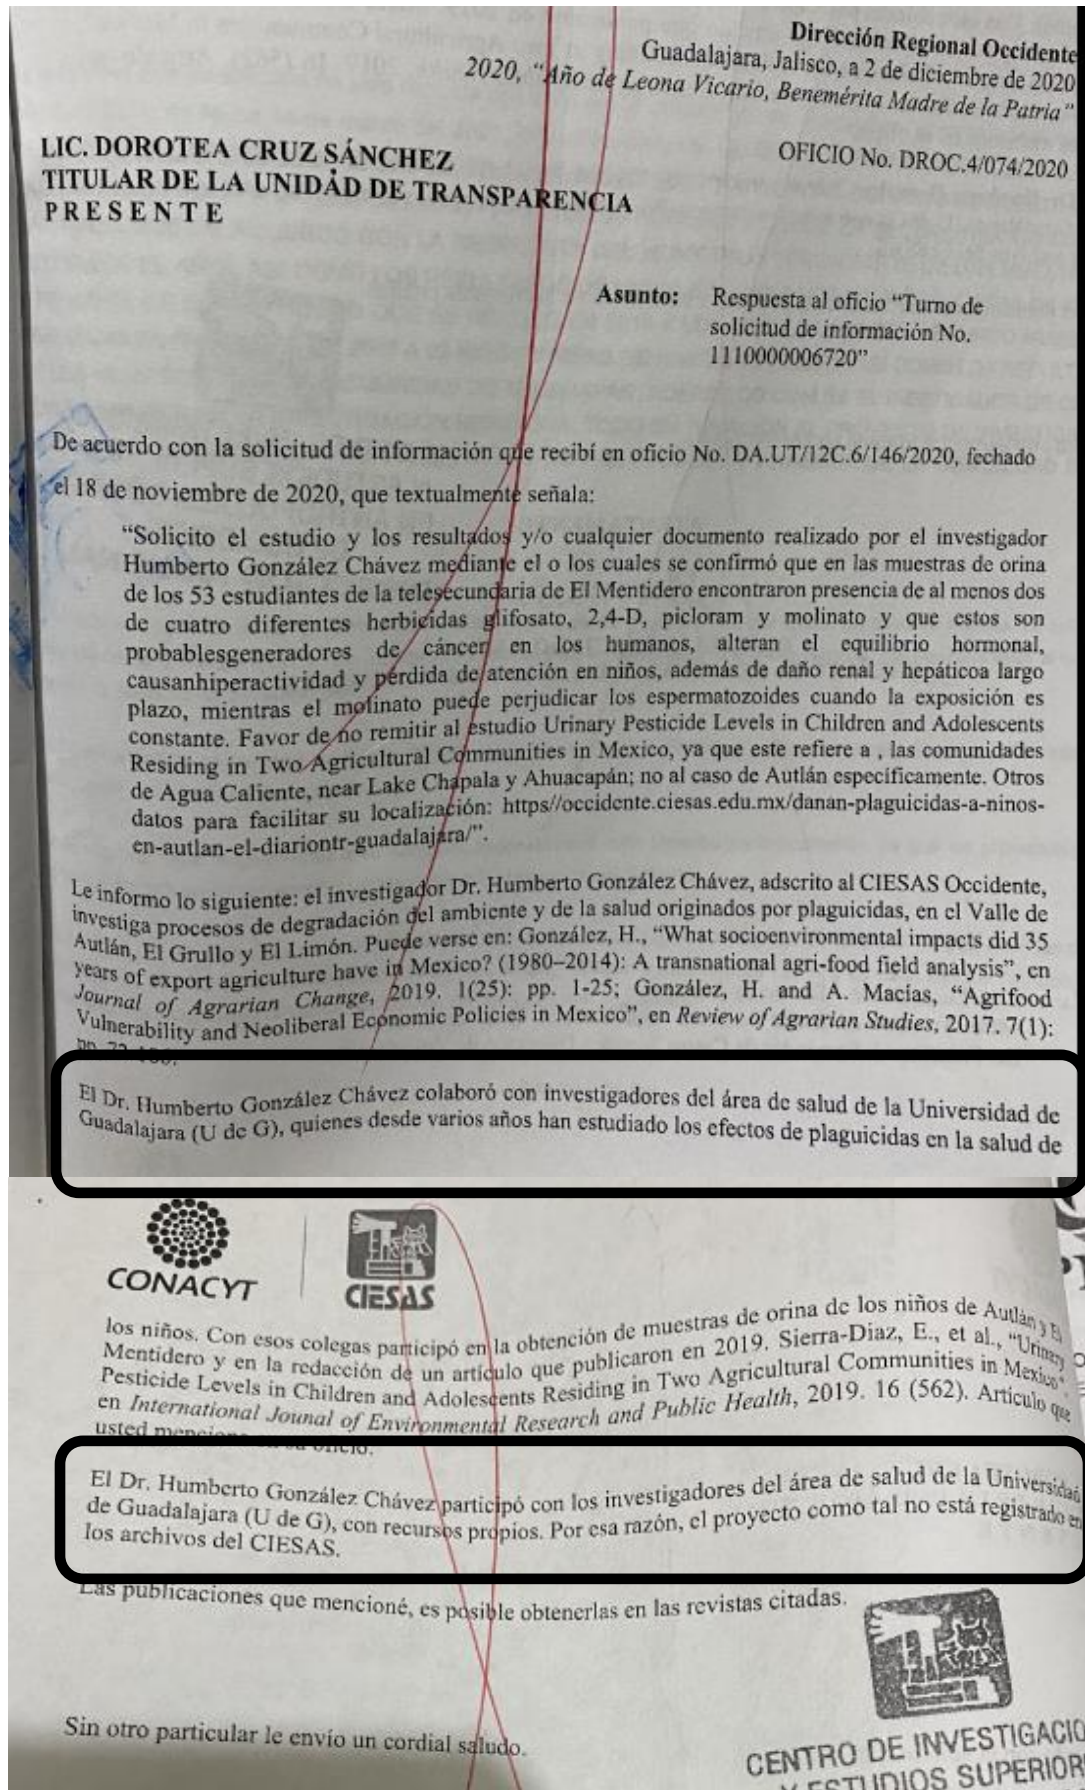 Dirección Regional Occidente
Guadalajara, Jalisco, a 2 de diciembre de 2020
2020, “Año de Leona Vicario, Benemérita Madre de la Patria”
OFICIO No. DROC.4/074/2020
LIC. DOROTEA CRUZ SÁNCHEZ
TITULAR DE LA UNIDAD DE TRANSPARENCIA
P R E S E N T E
Asunto: Respuesta al oficio “Turno de
solicitud de información No.
1110000006720”
De acuerdo con la solicitud de información que recibí en oficio No. DA.UT/12C.6/146/2020, fechado
el 18 de noviembre de 2020, que textualmente señala:
“Solicito el estudio y los resultados y/o cualquier documento realizado por el investigador
Humberto González Chávez mediante el o los cuales se confirmó que en las muestras de orina
de los 53 estudiantes de la telesecundaria de El Mentidero encontraron presencia de al menos dos
de cuatro diferentes herbicidas glifosato, 2,4-D, picloram y molinato y que estos son
probablesgeneradores de cáncer en los humanos, alteran el equilibrio hormonal,
causanhiperactividad y pérdida de atención en niños, además de daño renal y hepáticoa largo
plazo, mientras el molinato puede perjudicar los espermatozoides cuando la exposición es
constante. Favor de no remitir al estudio Urinary Pesticide Levels in Children and Adolescents
Residing in Two Agricultural Communities in Mexico, ya que este refiere a , las comunidades
de Agua Caliente, near Lake Chapala y Ahuacapán; no al caso de Autlán específicamente. Otros
datos para facilitar su localización: https//occidente.ciesas.edu.mx/danan-plaguicidas-a-ninos-
en-autlan-el-diariontr-guadalajara/”.
Le informo lo siguiente: el investigador Dr. Humberto González Chávez, adscrito al CIESAS Occidente,
investiga procesos de degradación del ambiente y de la salud originados por plaguicidas, en el Valle de
Autlán, El Grullo y El Limón. Puede verse en: González, H., “What socioenvironmental impacts did 35
years of export agriculture have in Mexico? (1980–2014): A transnational agri-food field analysis”, en
Journal of Agrarian Change, 2019. 1(25): pp. 1-25; González, H. and A. Macías, “Agrifood
Vulnerability and Neoliberal Economic Policies in Mexico”, en Review of Agrarian Studies, 2017. 7(1):
pp.
El Dr. Humberto González Chávez colaboró con investigadores del área de salud de la Universidad de
Guadalajara (U de G), quienes desde varios años han estudiado los efectos de plaguicidas en la salud de
CONACYT
CIESAS
los niños. Con esos colegas participó en la obtención de muestras de orina de los niños de Autlán y El
Mentidero y en la redacción de un artículo que publicaron en 2019. Sierra-Diaz, E., et al., “Urinary
Pesticide Levels in Children and Adolescents Residing in Two Agricultural Communities in Mexico”,
en International Jounal of Environmental Research and Public Health, 2019. 16 (562). Artículo que
usted
El Dr. Humberto González Chávez participó con los investigadores del área de salud de la Universidad
de Guadalajara (U de G), con recursos propios. Por esa razón, el proyecto como tal no está registrado en
los archivos del CIESAS.
Las publicaciones que mencioné, es posible obtenerlas en las revistas citadas.
Sin otro particular le envío un cordial saludo.
CENTRO DE INVESTIGACIO
Y ESTUDIOS SUPERIOR